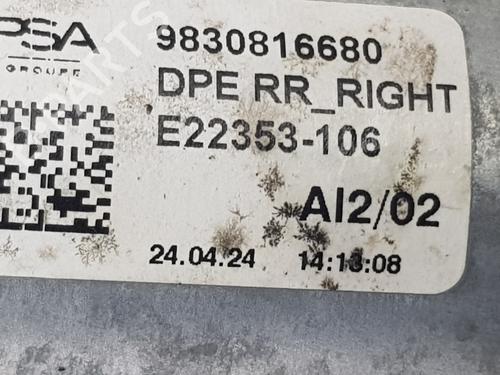 PSA
GROUPE
9830816680
DPE RR_RIGHT
E22353-106
AI2/02
24.04.24 14:13:08